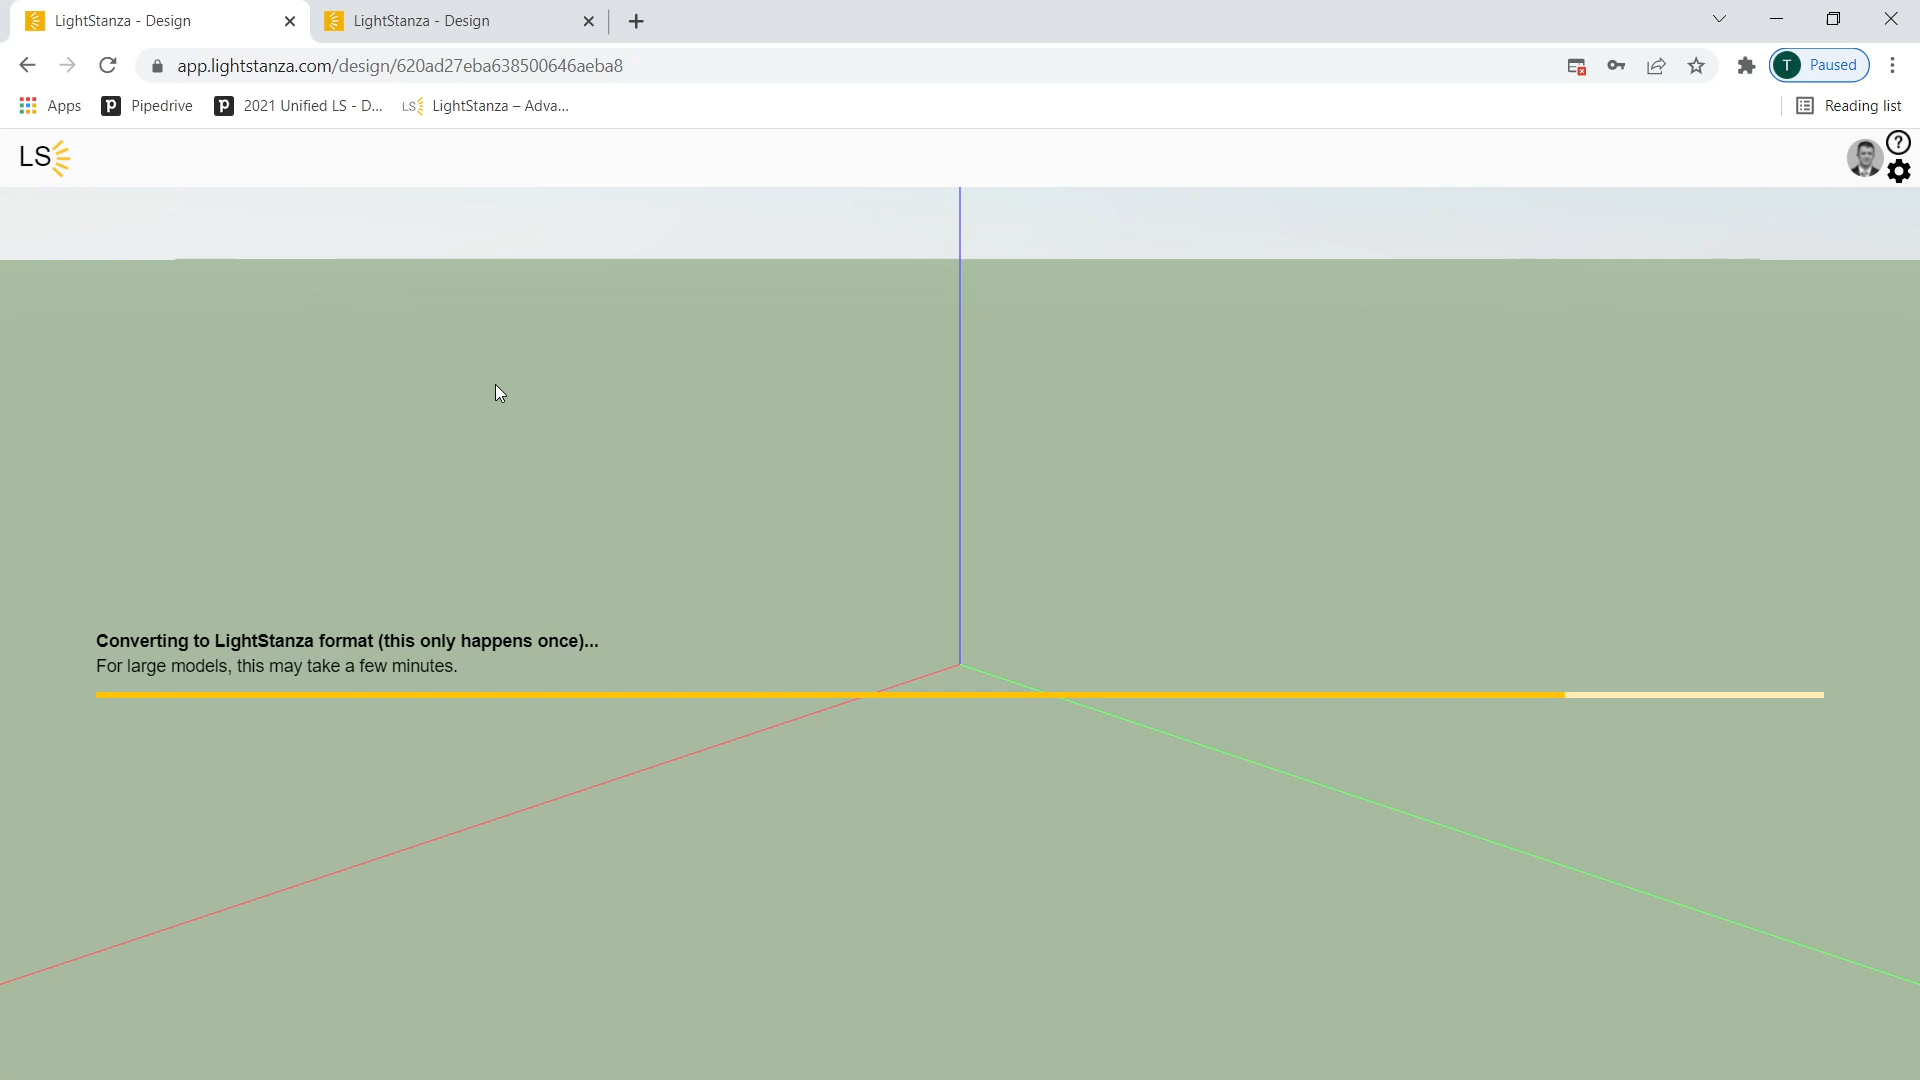 LightStanza - Design
LightStanza - Design
app.lightstanza.com/design/620ad27eba638500646aeba8
T Paused
Apps
Pipedrive
2021 Unified LS - D...
LS LightStanza – Adva...
Reading list
LS
Converting to LightStanza format (this only happens once)...
For large models, this may take a few minutes.